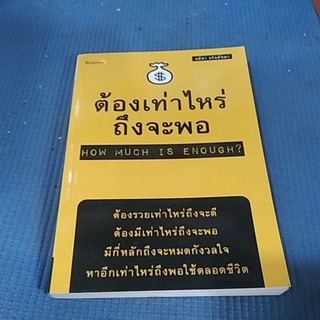 $
ต้องเท่าไหร่
ถึงจะพอ
HOW MUCH IS ENOUGH?
ต้องรวยเท่าไหร่ถึงจะดี
ต้องมีเท่าไหร่ถึงจะพอ
มีกี่หลักถึงจะหมดกังวลใจ
หาอีกเท่าไหร่ถึงพอใช้ตลอดชีวิต